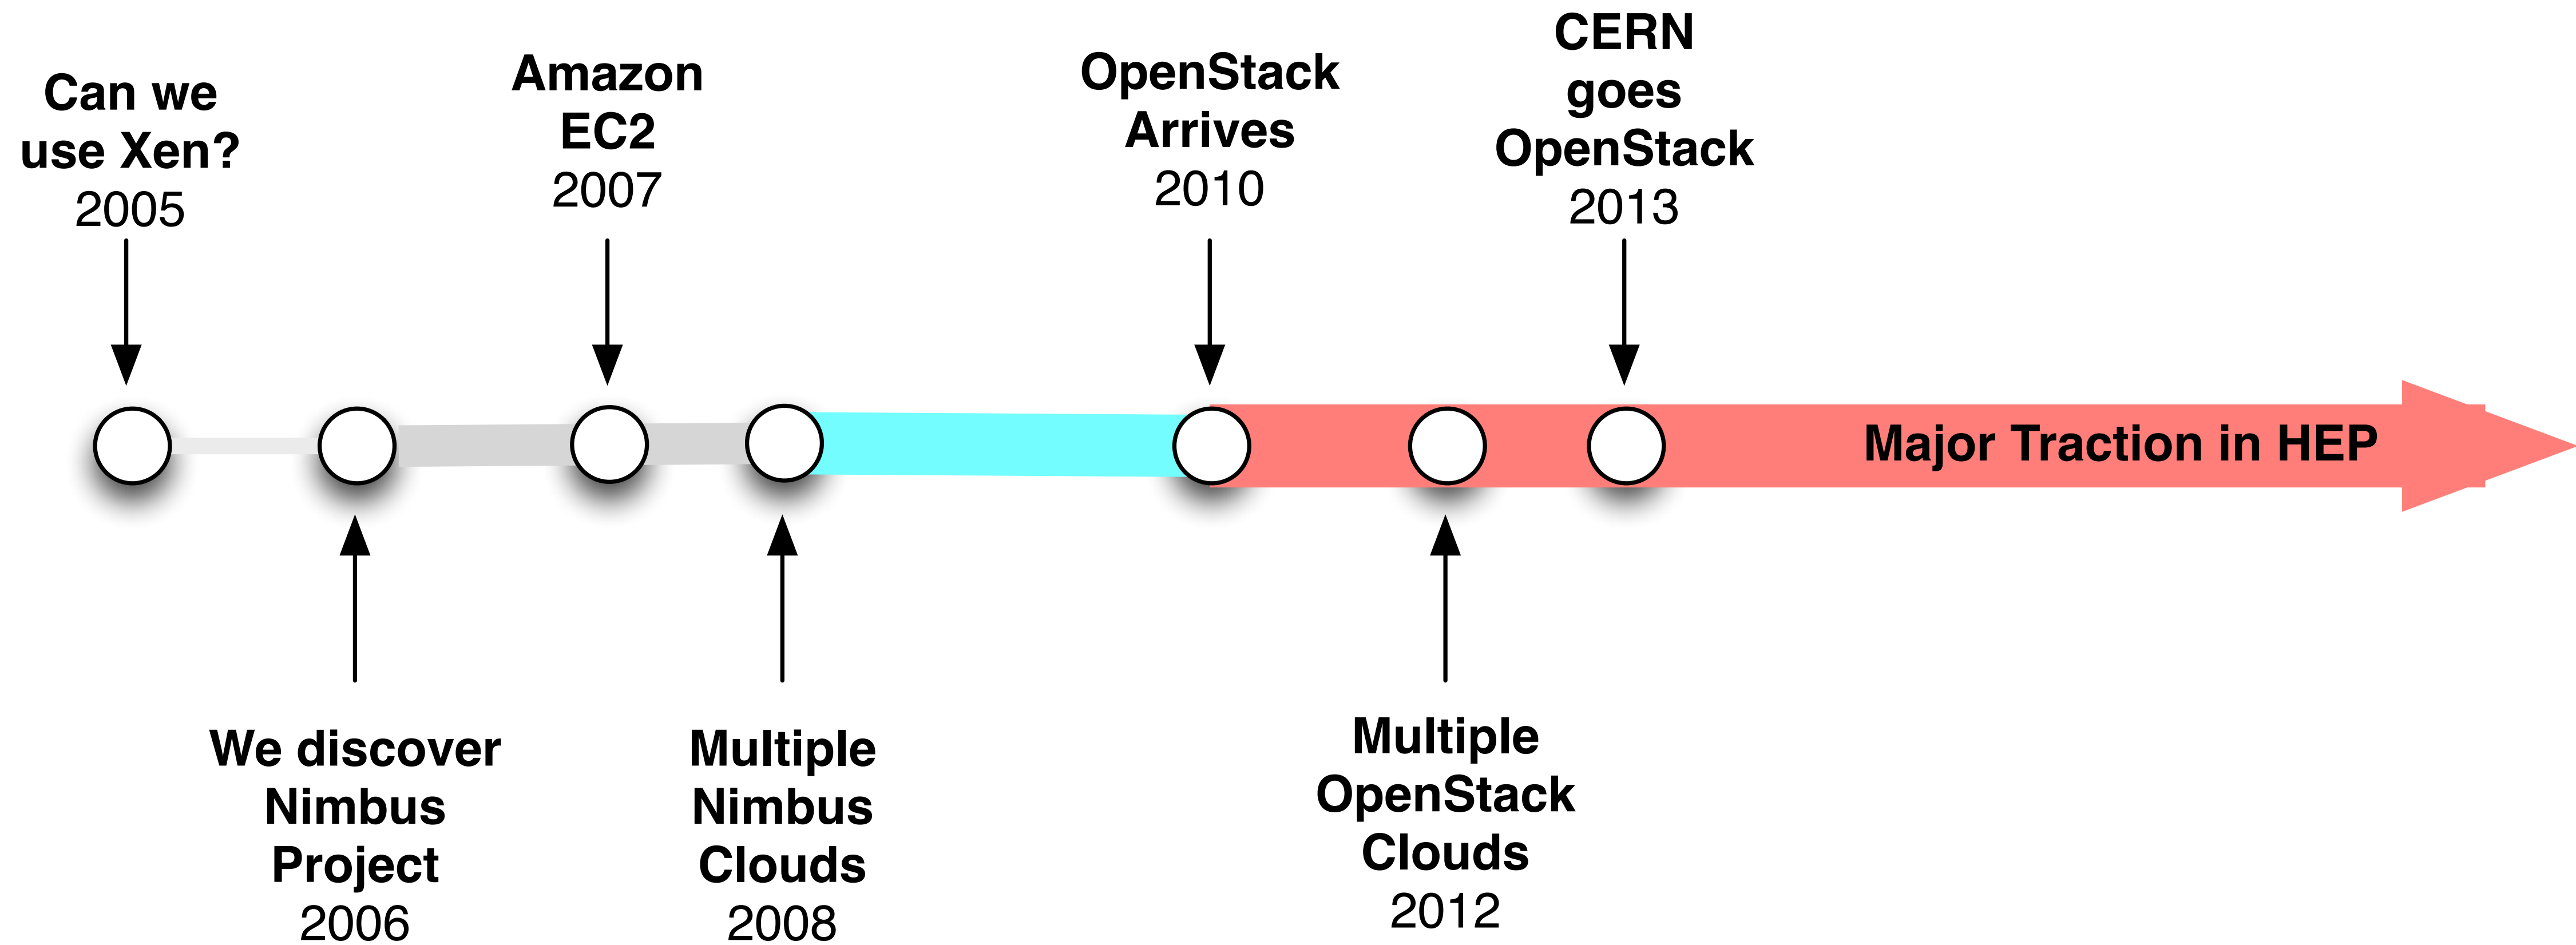 Can we
use Xen?
2005
Amazon
EC2
2007
OpenStack
Arrives
2010
CERN
goes
OpenStack
2013
Major Traction in HEP
We discover
Nimbus
Project
2006
Multiple
Nimbus
Clouds
2008
Multiple
OpenStack
Clouds
2012